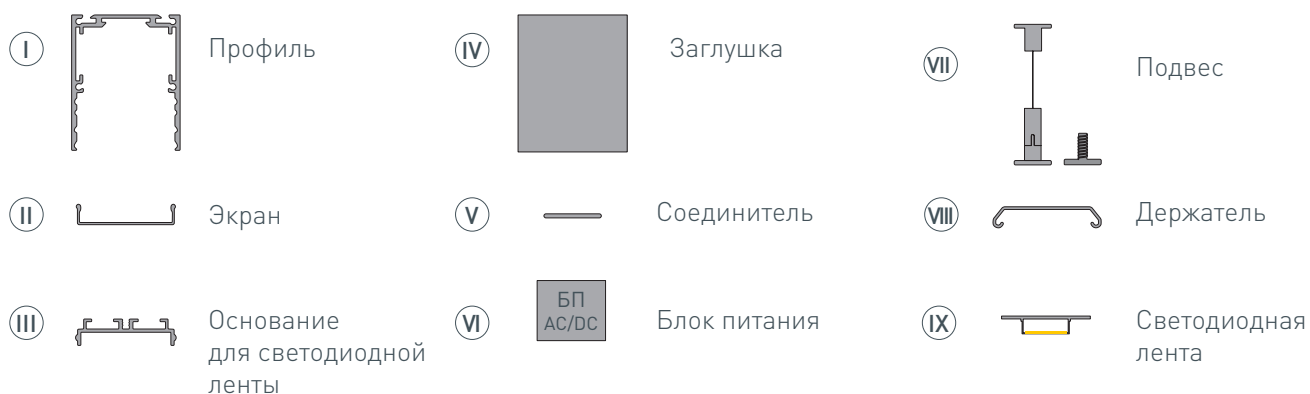 I
Профиль
IV
Заглушка
VII
Подвес
II
Экран
V
Соединитель
VIII
Держатель
III
Основание
для светодиодной
ленты
VI
БП
AC/DC
Блок питания
IX
Светодиодная
лента